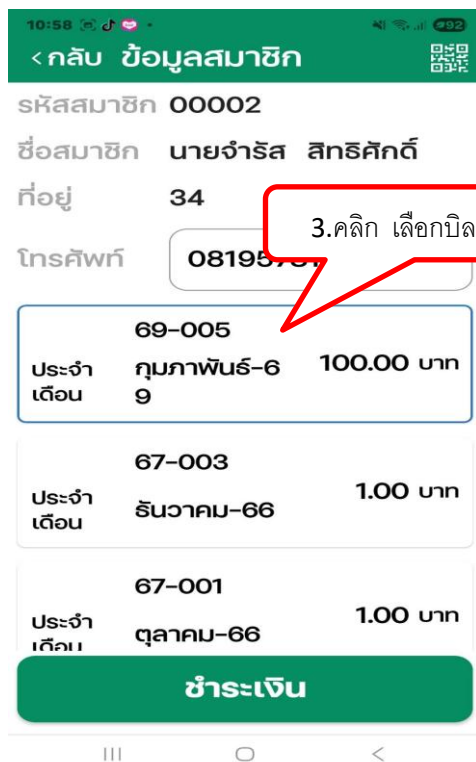 10:58
92
<กลับ ข้อมูลสมาชิก
รหัสสมาชิก 00002
ชื่อสมาชิก นายจำรัส สิทธิศักดิ์
ที่อยู่ 34
3.คลิก เลือกบิล
โทรศัพท์
69-005
ประจำเดือน กุมภาพันธ์-69 100.00 บาท
67-003
ประจำเดือน ธันวาคม-66 1.00 บาท
67-001
ประจำเดือน ตุลาคม-66 1.00 บาท
ชำระเงิน